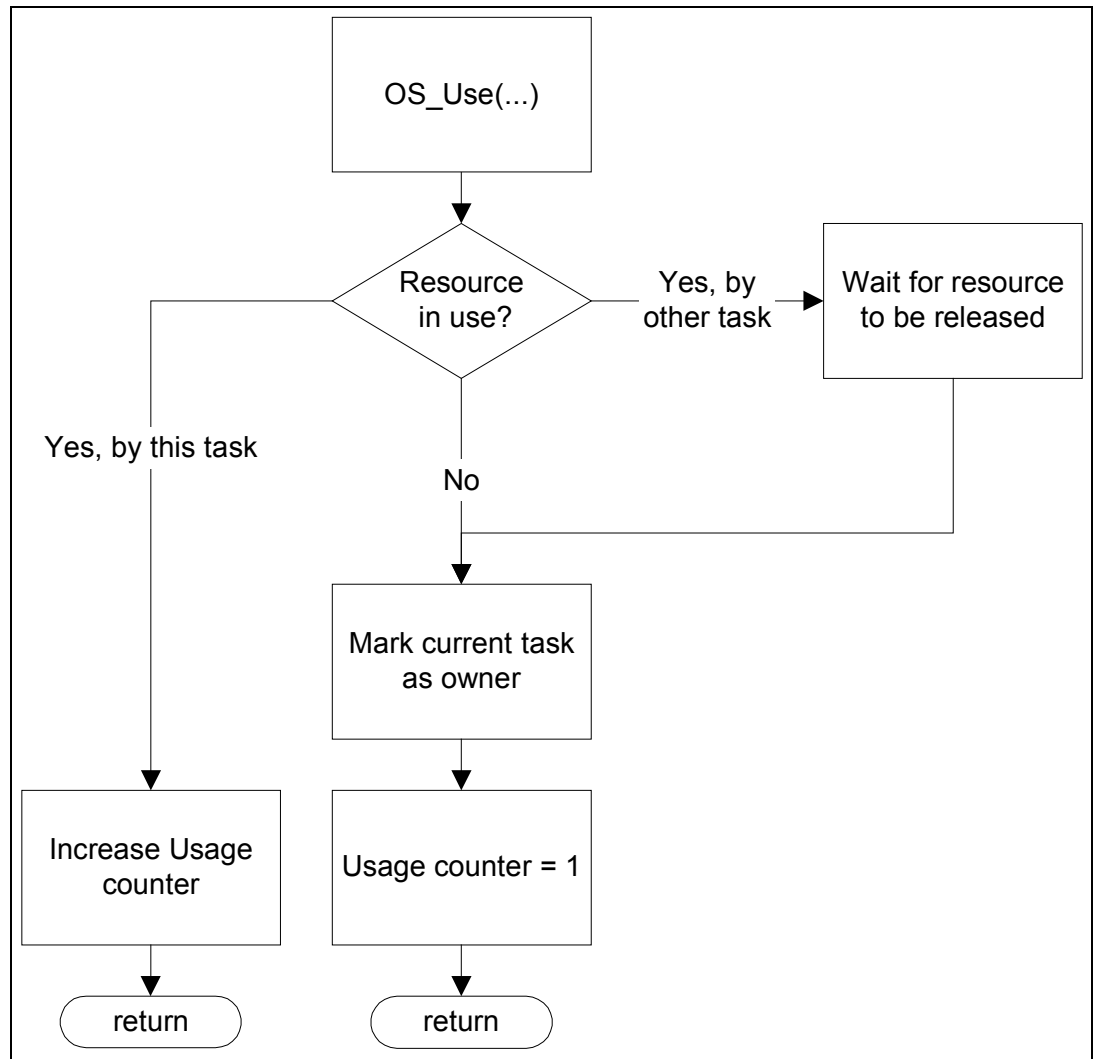 OS_Use(...)
Resource
in use?
Yes, by
other task
Wait for resource
to be released
Yes, by this task
No
Mark current task
as owner
Increase Usage
counter
Usage counter = 1
return
return